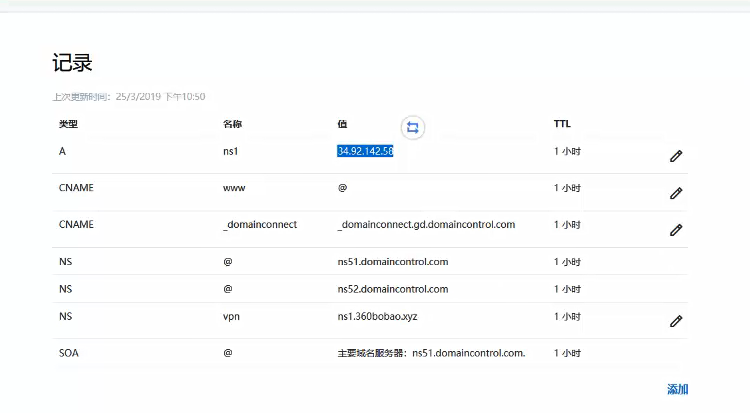 记录
上次更新时间：25/3/2019 下午10:50
类型 名称 值 TTL
A ns1 34.92.142.58 1 小时
CNAME www @ 1 小时
CNAME _domainconnect _domainconnect.gd.domaincontrol.com 1 小时
NS @ ns51.domaincontrol.com 1 小时
NS @ ns52.domaincontrol.com 1 小时
NS vpn ns1.360bobao.xyz 1 小时
SOA @ 主要域名服务器：ns51.domaincontrol.com. 1 小时
添加